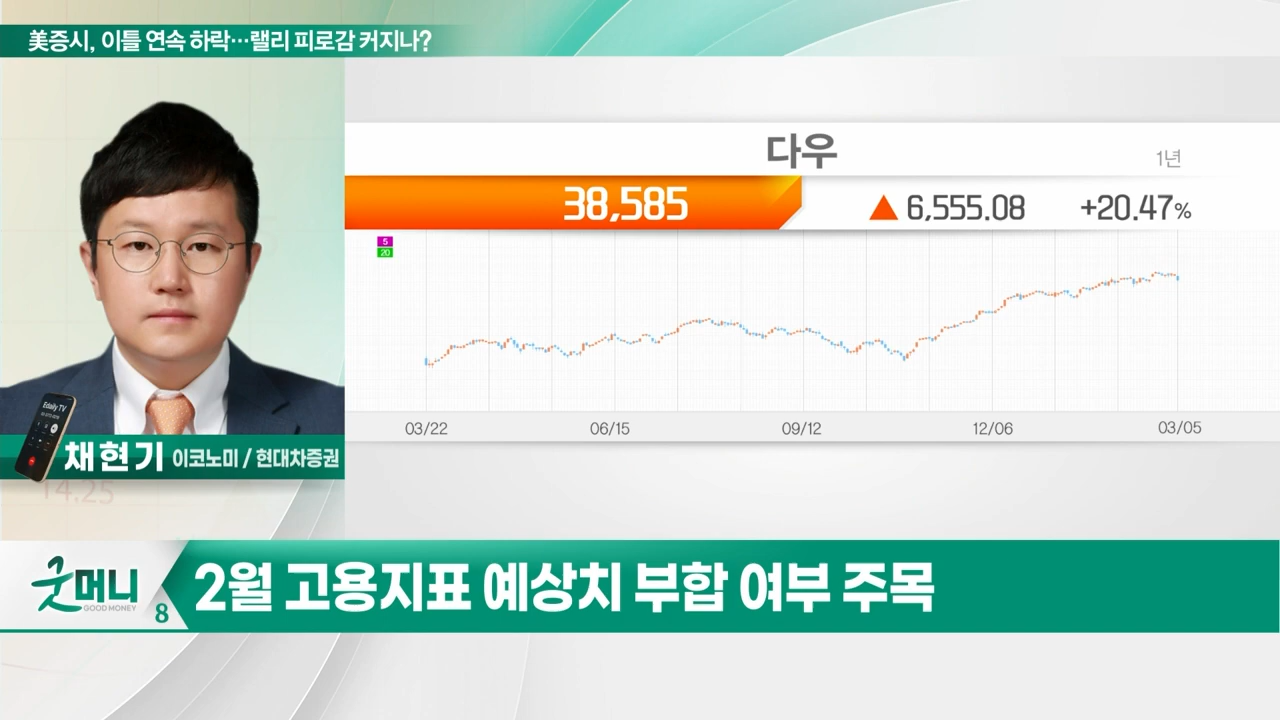 美증시, 이틀 연속 하락…랠리 피로감 커지나?
다우
1년
38,585
▲ 6,555.08
+20.47%
5
20
03/22
06/15
09/12
12/06
03/05
Edaily TV
채현기 이코노미 / 현대차증권
14.25
굿머니
GOOD MONEY
8
2월 고용지표 예상치 부합 여부 주목